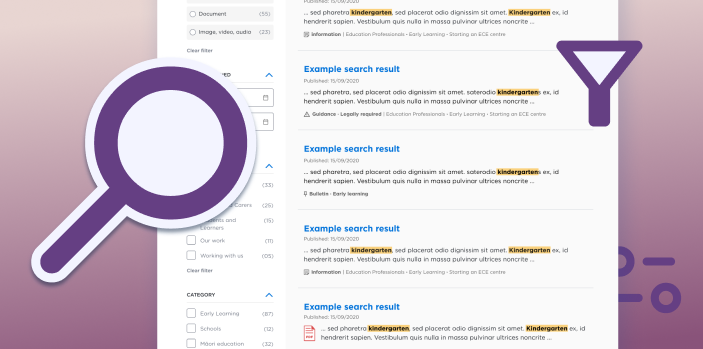 Document (55)
Image, video, audio (23)
Clear filter
(33)
(25)
(15)
Learners
Our work (11)
Working with us (05)
Clear filter
CATEGORY
Early Learning (87)
Schools (12)
Māori education (32)
Published: 15/09/2020
... sed pharetra kindergarten, sed placerat odio dignissim sit amet. Kindergarten ex, id
hendrerit sapien. Vestibulum quis nulla in massa pulvinar ultrices noncrite ...
Information | Education Professionals • Early Learning • Starting an ECE centre
Example search result
Published: 15/09/2020
... sed pharetra, sed placerat odio dignissim sit amet. saterodio kindergartens ex, id
hendrerit sapien. Vestibulum quis nulla in massa pulvinar ultrices noncrite ...
Guidance - Legally required | Education Professionals • Early Learning • Starting an ECE centre
Example search result
Published: 15/09/2020
... sed pharetra, sed placerat odio dignissim sit amet. saterodio kindergartens ex, id
hendrerit sapien. Vestibulum quis nulla in massa pulvinar ultrices noncrite ...
Bulletin - Early learning
Example search result
Published: 15/09/2020
... sed pharetra kindergarten, sed placerat odio dignissim sit amet. Kindergarten ex, id
hendrerit sapien. Vestibulum quis nulla in massa pulvinar ultrices noncrite ...
Information | Education Professionals • Early Learning • Starting an ECE centre
Example search result
Published: 15/09/2020
... sed pharetra kindergarten, sed placerat odio dignissim sit amet. Kindergarten ex, id
hendrerit sapien. Vestibulum quis nulla in massa pulvinar ultrices noncrite ...